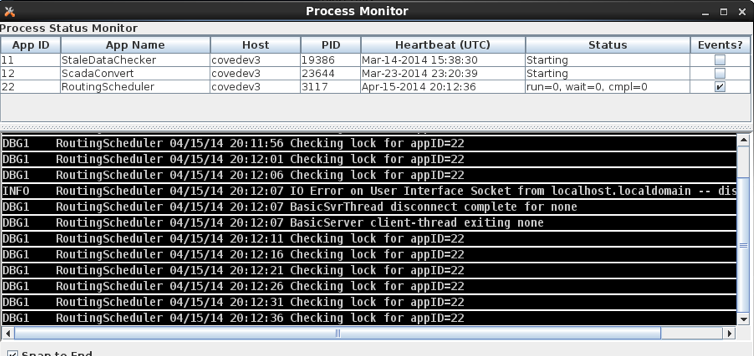 Process Monitor
Process Status Monitor
App ID App Name Host PID Heartbeat (UTC) Status Events?
11 StaleDataChecker covedev3 19386 Mar-14-2014 15:38:30 Starting
12 ScadaConvert covedev3 23644 Mar-23-2014 23:20:39 Starting
22 RoutingScheduler covedev3 3117 Apr-15-2014 20:12:36 run=0, wait=0, cmpl=0
DBG1 RoutingScheduler 04/15/14 20:11:56 Checking lock for appID=22
DBG1 RoutingScheduler 04/15/14 20:12:01 Checking lock for appID=22
DBG1 RoutingScheduler 04/15/14 20:12:06 Checking lock for appID=22
INFO RoutingScheduler 04/15/14 20:12:07 IO Error on User Interface Socket from localhost.localdomain -- dis
DBG1 RoutingScheduler 04/15/14 20:12:07 BasicSvrThread disconnect complete for none
DBG1 RoutingScheduler 04/15/14 20:12:07 BasicServer client-thread exiting none
DBG1 RoutingScheduler 04/15/14 20:12:11 Checking lock for appID=22
DBG1 RoutingScheduler 04/15/14 20:12:16 Checking lock for appID=22
DBG1 RoutingScheduler 04/15/14 20:12:21 Checking lock for appID=22
DBG1 RoutingScheduler 04/15/14 20:12:26 Checking lock for appID=22
DBG1 RoutingScheduler 04/15/14 20:12:31 Checking lock for appID=22
DBG1 RoutingScheduler 04/15/14 20:12:36 Checking lock for appID=22
Snap to End